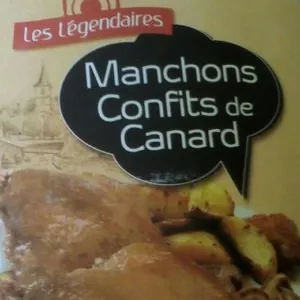 Les Légendaires
Manchons
Confits de
Canard